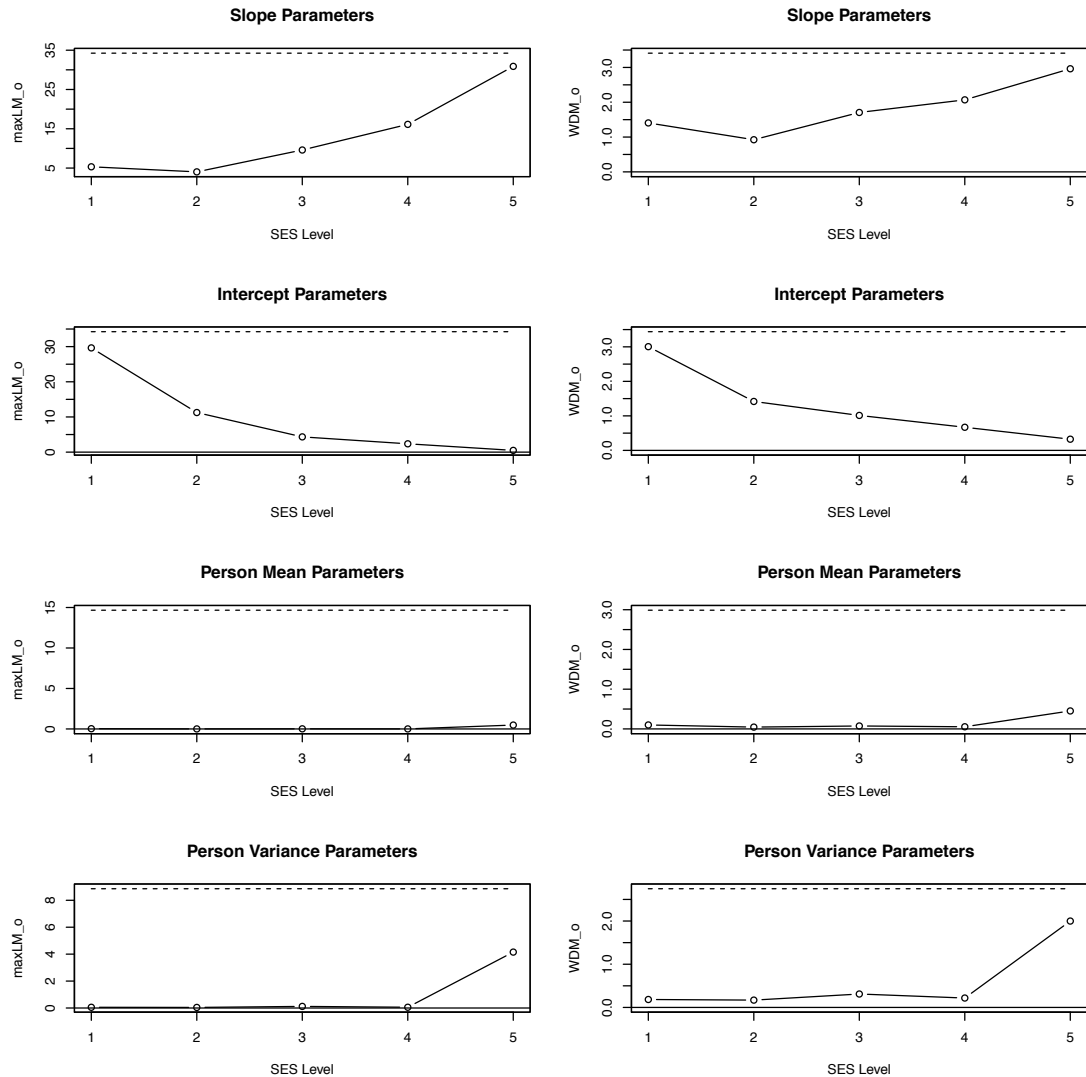 Slope Parameters
maxLM_o
5
15
25
35
1 2 3 4 5
SES Level
Slope Parameters
WDM_o
0.0
1.0
2.0
3.0
1 2 3 4 5
SES Level
Intercept Parameters
maxLM_o
0
10
20
30
1 2 3 4 5
SES Level
Intercept Parameters
WDM_o
0.0
1.0
2.0
3.0
1 2 3 4 5
SES Level
Person Mean Parameters
maxLM_o
0
5
10
15
1 2 3 4 5
SES Level
Person Mean Parameters
WDM_o
0.0
1.0
2.0
3.0
1 2 3 4 5
SES Level
Person Variance Parameters
maxLM_o
0
2
4
6
8
1 2 3 4 5
SES Level
Person Variance Parameters
WDM_o
0.0
1.0
2.0
1 2 3 4 5
SES Level